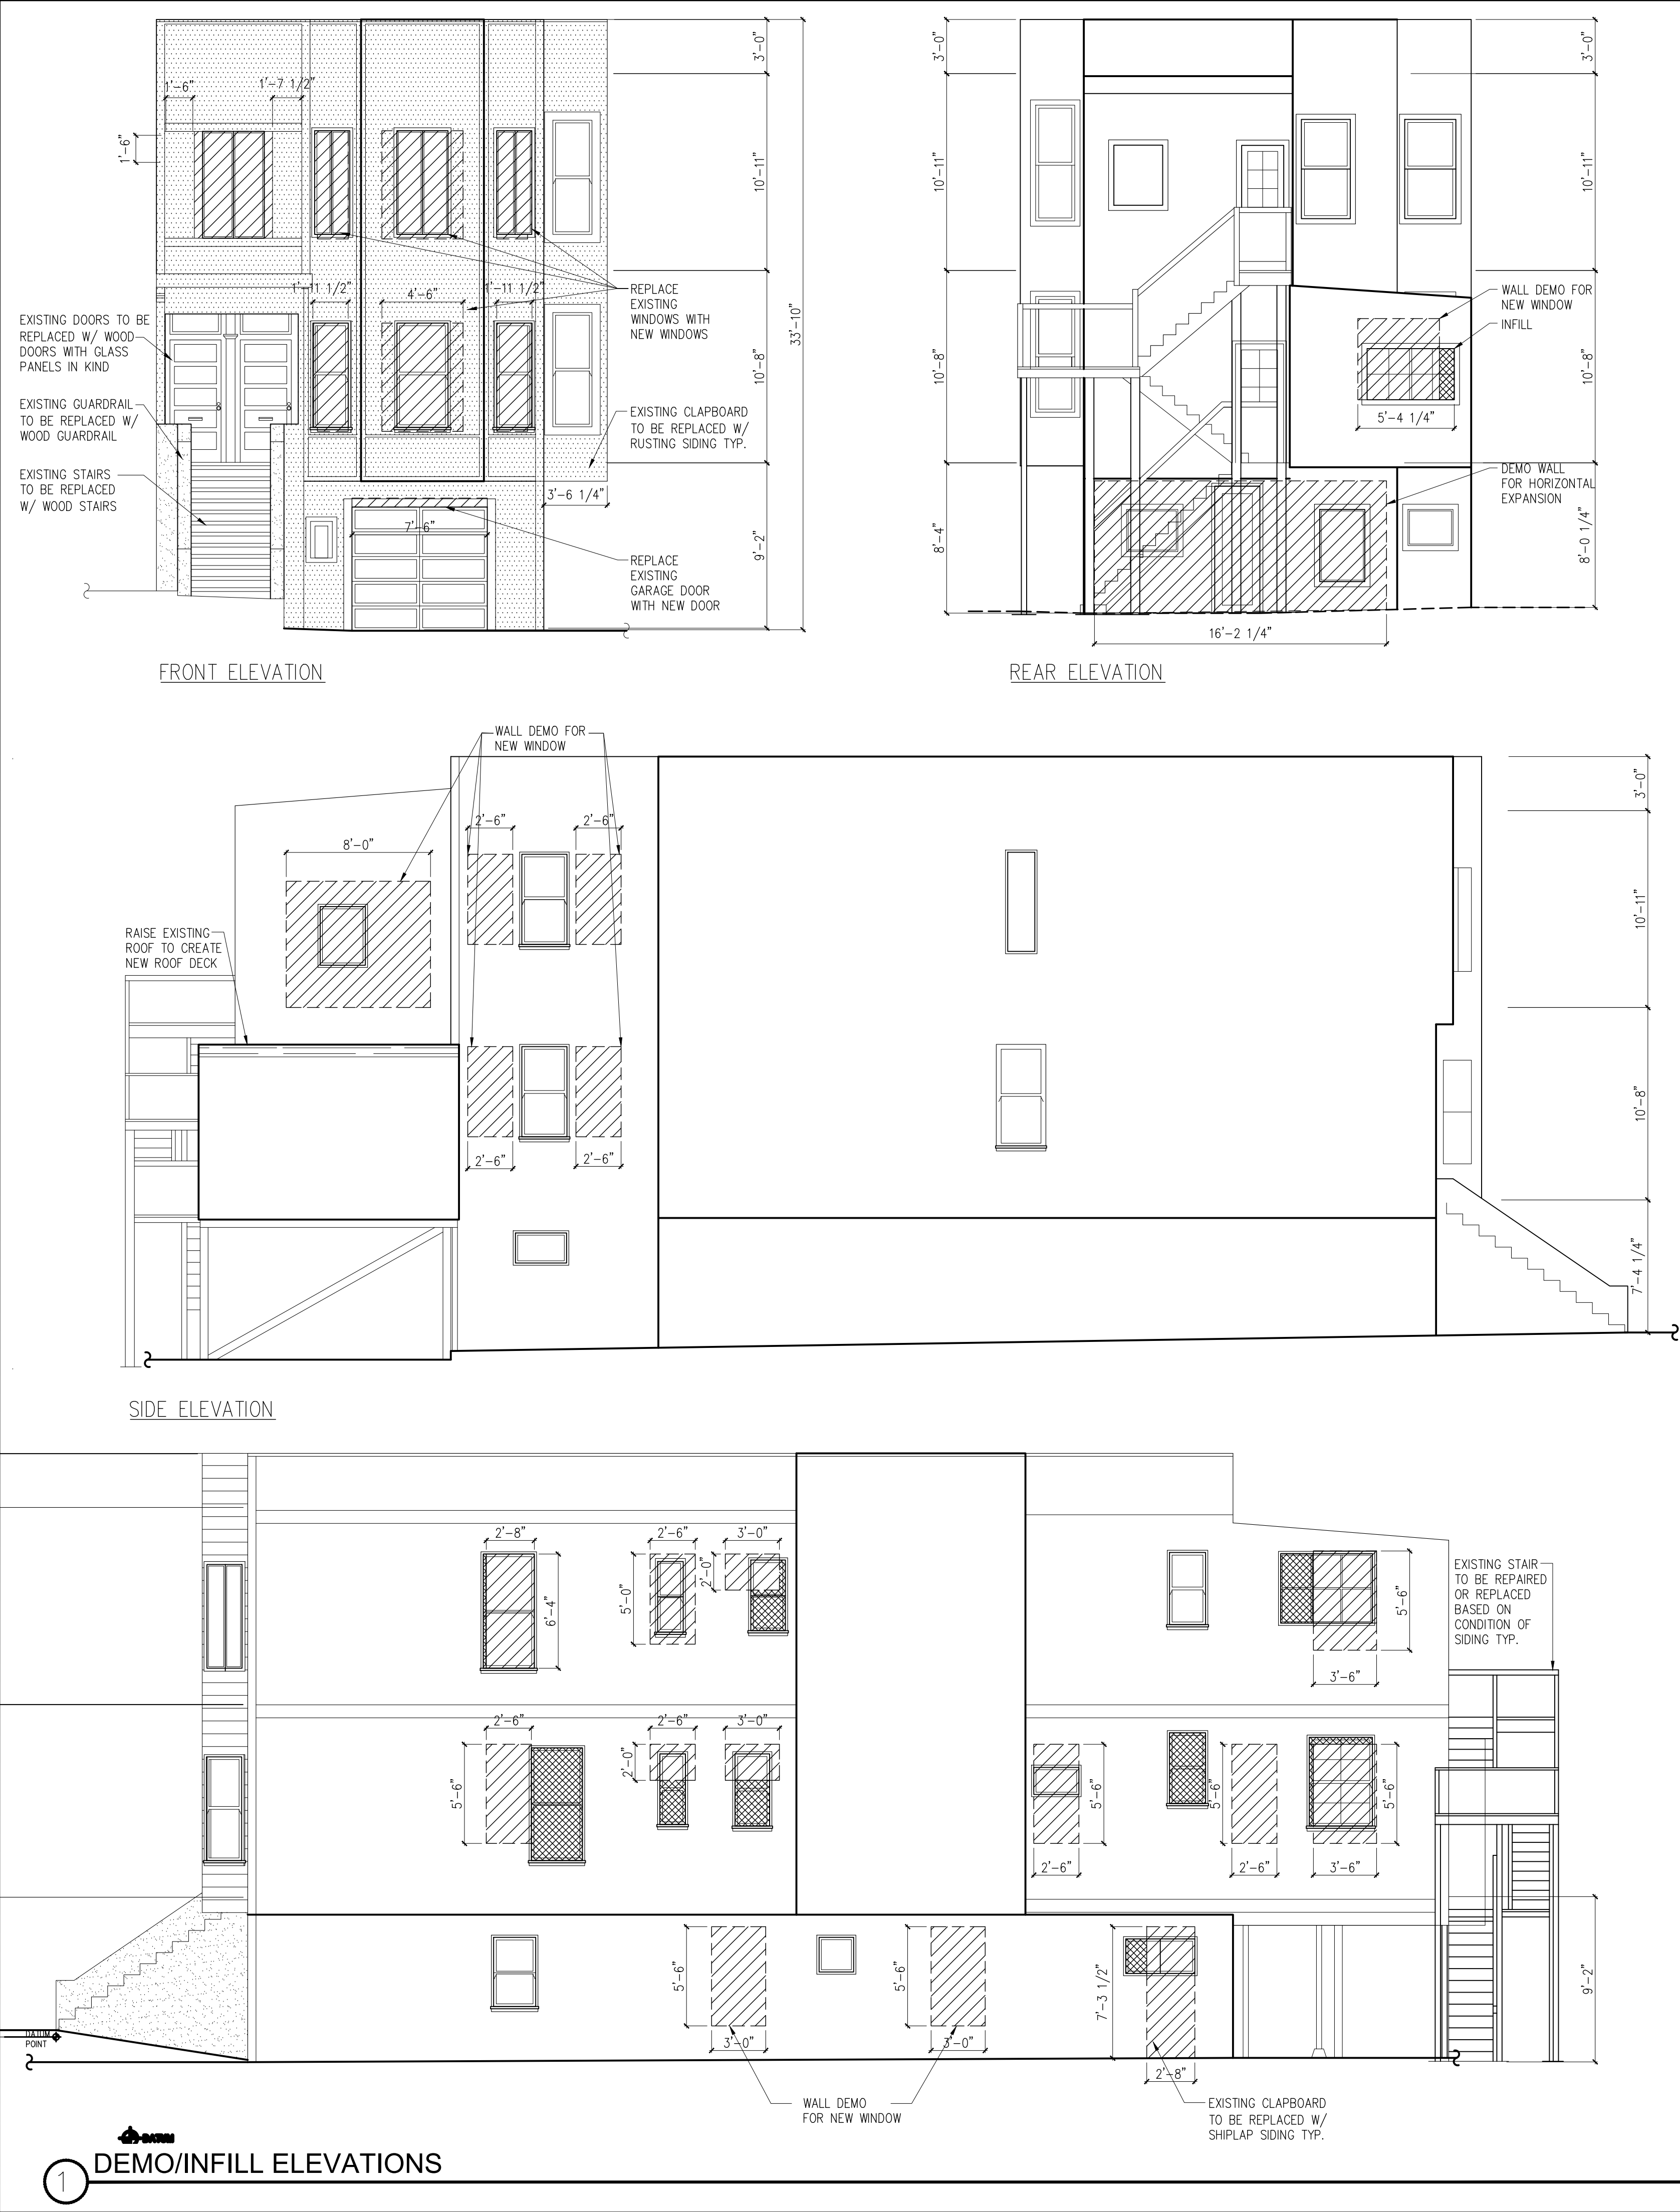 1'-6"
1'-7 1/2"
1'-6"
1'-11 1/2"
4'-6"
1'-11 1/2"
7'-6"
3'-6 1/4"
3'-0"
10'-11"
10'-8"
9'-2"
33'-10"
EXISTING DOORS TO BE
REPLACED W/ WOOD
DOORS WITH GLASS
PANELS IN KIND
EXISTING GUARDRAIL
TO BE REPLACED W/
WOOD GUARDRAIL
EXISTING STAIRS
TO BE REPLACED
W/ WOOD STAIRS
REPLACE
EXISTING
WINDOWS WITH
NEW WINDOWS
EXISTING CLAPBOARD
TO BE REPLACED W/
RUSTING SIDING TYP.
REPLACE
EXISTING
GARAGE DOOR
WITH NEW DOOR
FRONT ELEVATION
3'-0"
10'-11"
10'-8"
8'-4"
3'-0"
10'-11"
10'-8"
8'-0 1/4"
WALL DEMO FOR
NEW WINDOW
INFILL
5'-4 1/4"
DEMO WALL
FOR HORIZONTAL
EXPANSION
16'-2 1/4"
REAR ELEVATION
WALL DEMO FOR
NEW WINDOW
2'-6"
2'-6"
8'-0"
RAISE EXISTING
ROOF TO CREATE
NEW ROOF DECK
2'-6"
2'-6"
3'-0"
10'-11"
10'-8"
7'-4 1/4"
SIDE ELEVATION
2'-8"
6'-4"
2'-6"
5'-0"
3'-0"
2'-0"
5'-6"
3'-6"
EXISTING STAIR
TO BE REPAIRED
OR REPLACED
BASED ON
CONDITION OF
SIDING TYP.
2'-6"
5'-6"
2'-6"
2'-0"
3'-0"
5'-6"
2'-6"
5'-6"
2'-6"
5'-6"
3'-6"
5'-6"
3'-0"
5'-6"
3'-0"
7'-3 1/2"
2'-8"
9'-2"
DATUM
POINT
WALL DEMO
FOR NEW WINDOW
EXISTING CLAPBOARD
TO BE REPLACED W/
SHIPLAP SIDING TYP.
DATUM
DEMO/INFILL ELEVATIONS
1